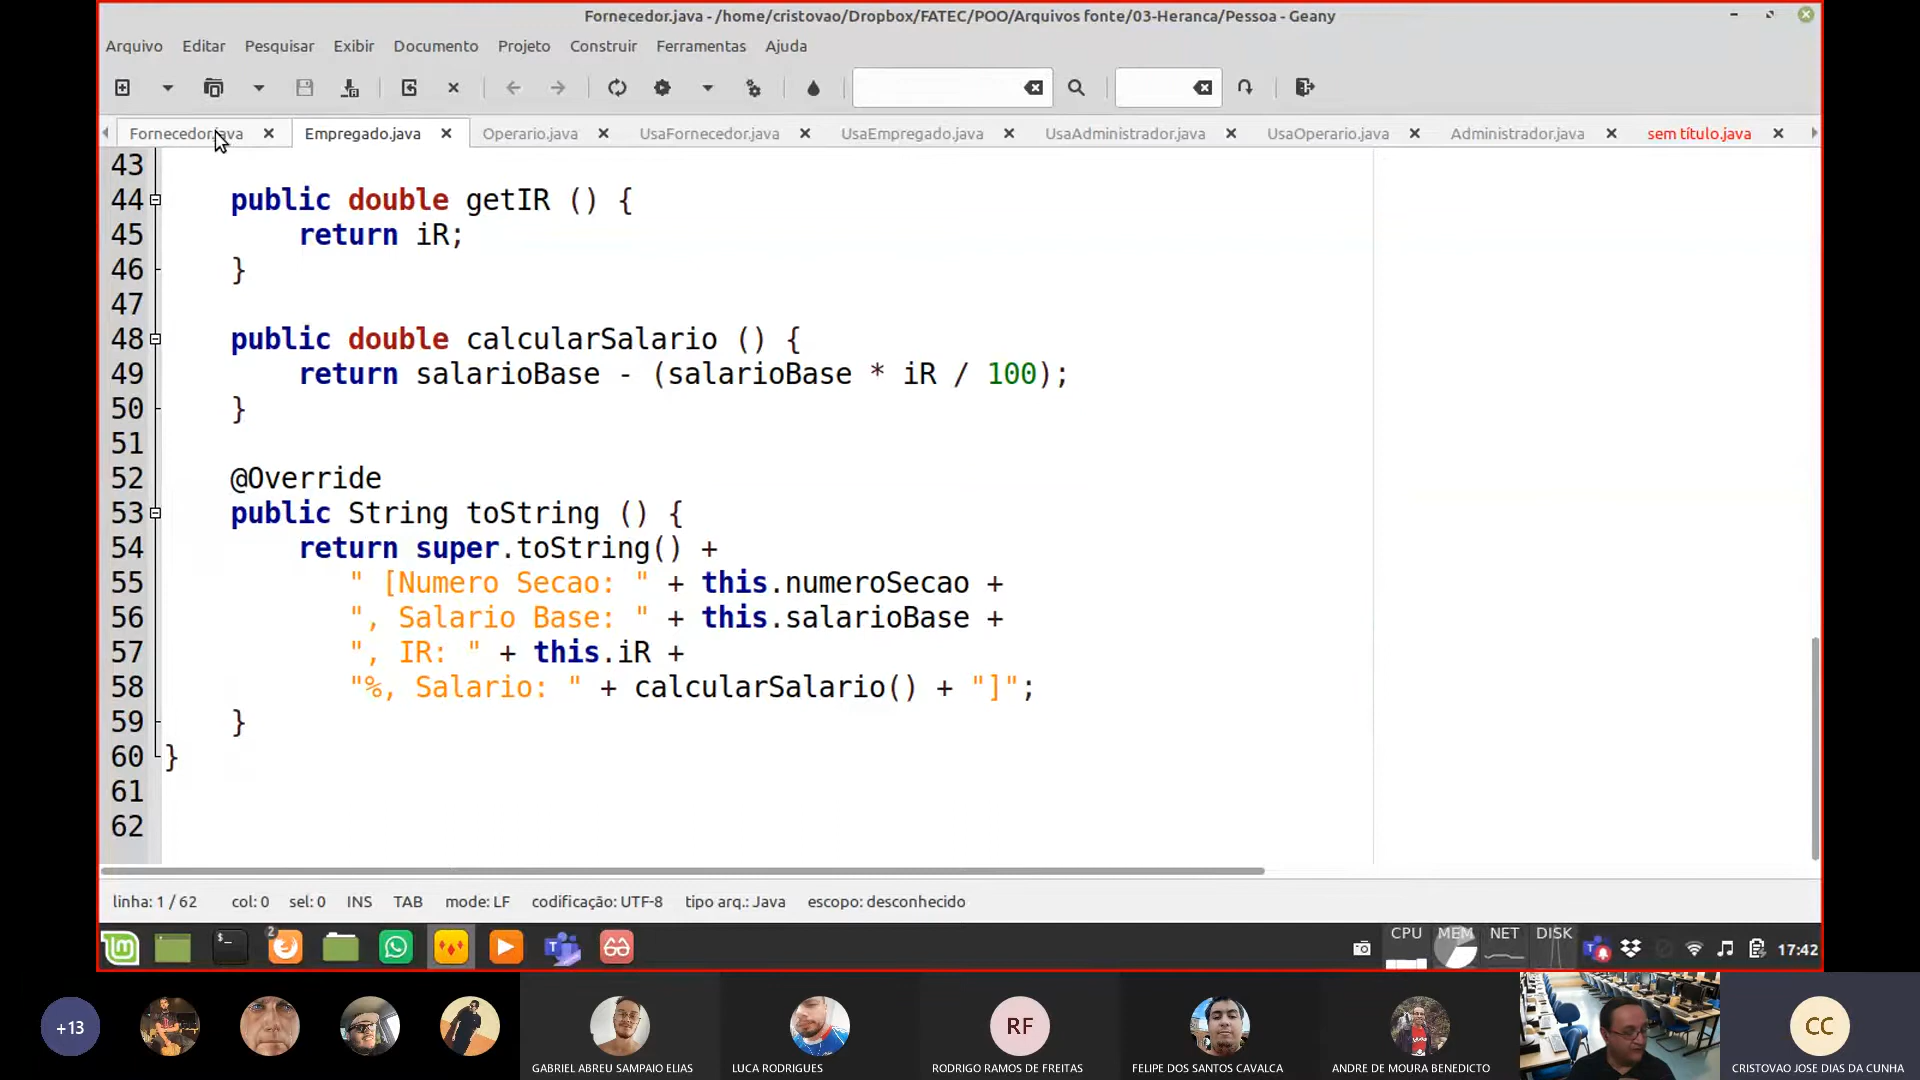 Fornecedor.java - /home/cristovao/Dropbox/FATEC/POO/Arquivos fonte/03-Heranca/Pessoa - Geany
Arquivo Editar Pesquisar Exibir Documento Projeto Construir Ferramentas Ajuda
Fornecedor.java Empregado.java Operario.java UsaFornecedor.java UsaEmpregado.java UsaAdministrador.java UsaOperario.java Administrador.java sem título.java
43
44 public double getIR () {
45 return iR;
46 }
47
48 public double calcularSalario () {
49 return salarioBase - (salarioBase * iR / 100);
50 }
51
52 @Override
53 public String toString () {
54 return super.toString() +
55 " [Numero Secao: " + this.numeroSecao +
56 ", Salario Base: " + this.salarioBase +
57 ", IR: " + this.iR +
58 "%, Salario: " + calcularSalario() + "]";
59 }
60 }
61
62
linha: 1 / 62 col: 0 sel: 0 INS TAB mode: LF codificação: UTF-8 tipo arq.: Java escopo: desconhecido
2 CPU MEM NET DISK 17:42
+13 RF CC
GABRIEL ABREU SAMPAIO ELIAS LUCA RODRIGUES RODRIGO RAMOS DE FREITAS FELIPE DOS SANTOS CAVALCA ANDRE DE MOURA BENEDICTO CRISTOVAO JOSE DIAS DA CUNHA